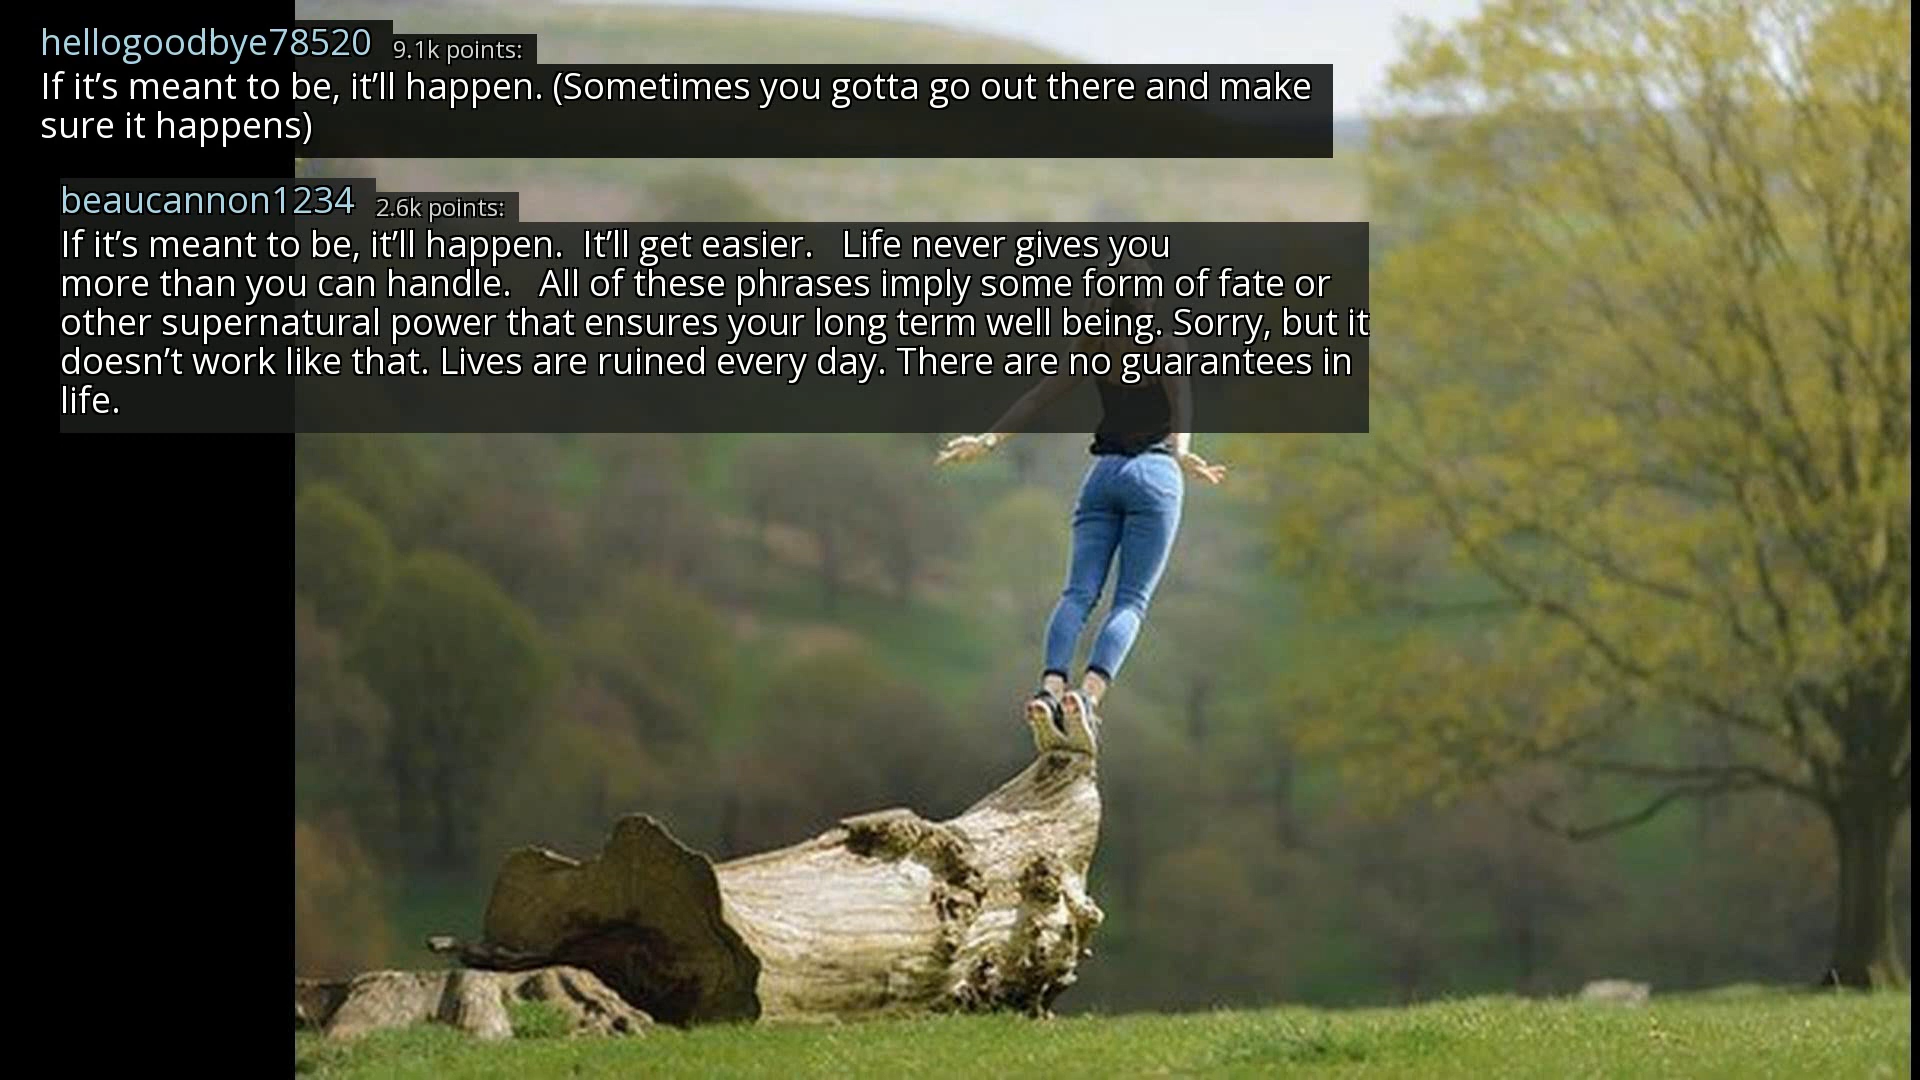 hellogoodbye78520 9.1k points:
If it’s meant to be, it’ll happen. (Sometimes you gotta go out there and make
sure it happens)
beaucannon1234 2.6k points:
If it’s meant to be, it’ll happen.  It’ll get easier.   Life never gives you
more than you can handle.   All of these phrases imply some form of fate or
other supernatural power that ensures your long term well being. Sorry, but it
doesn’t work like that. Lives are ruined every day. There are no guarantees in
life.